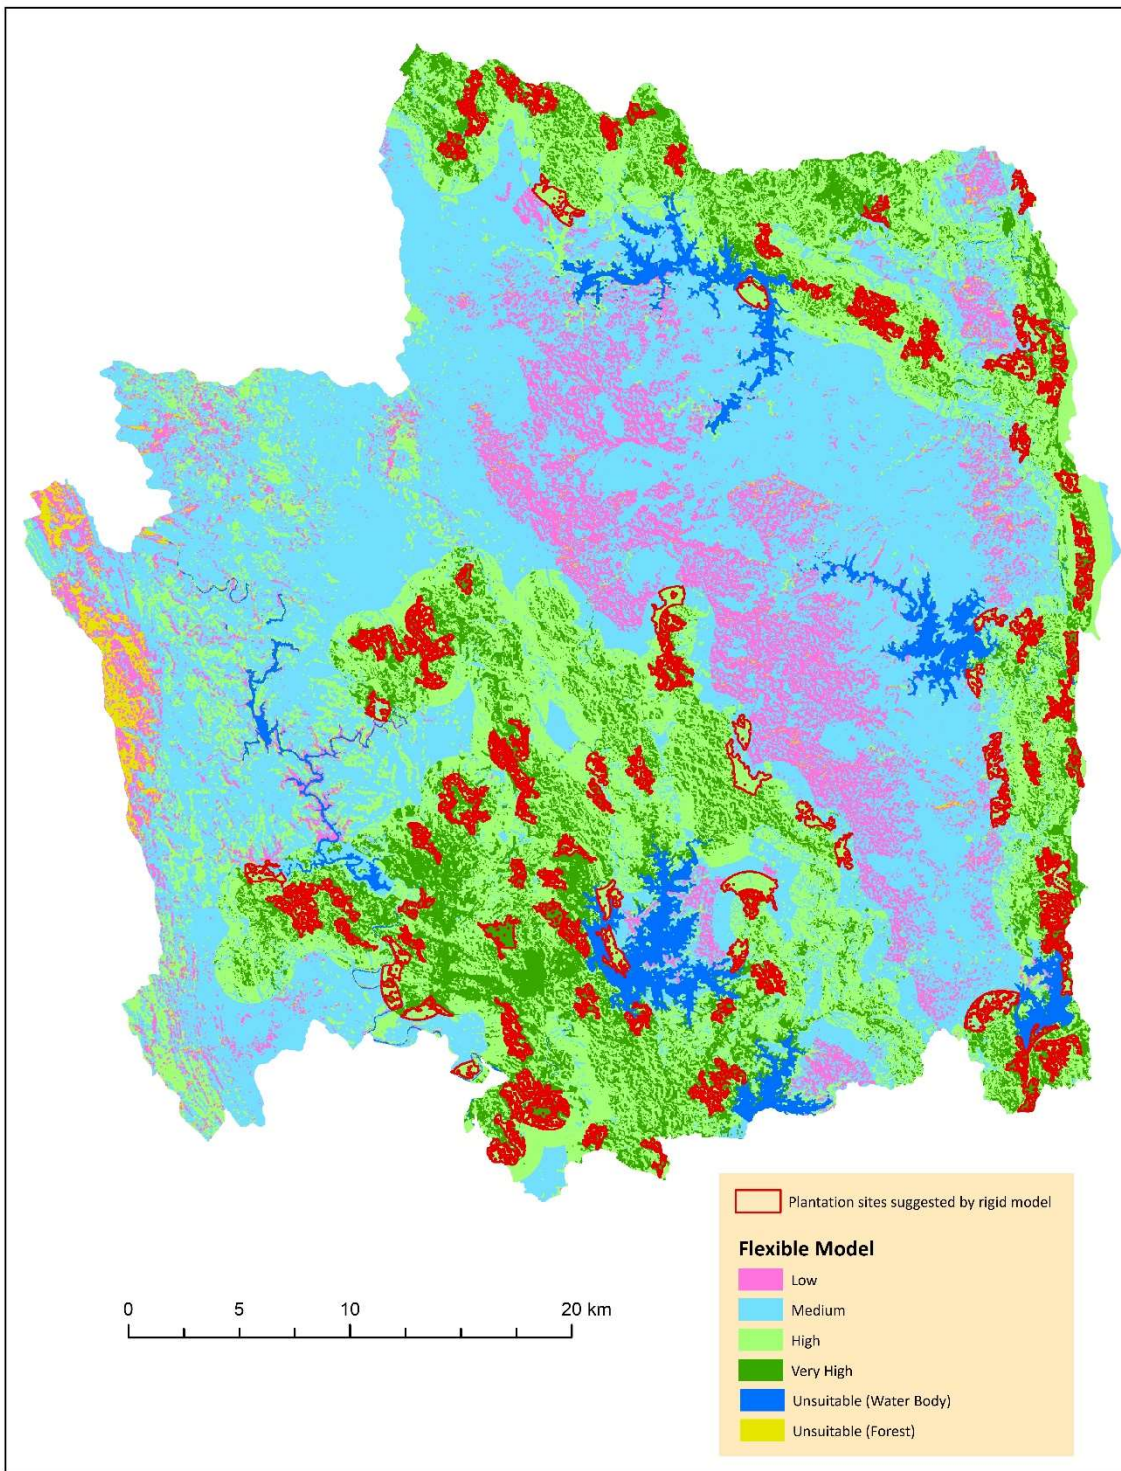 Plantation sites suggested by rigid model
Flexible Model
Low
Medium
High
Very High
Unsuitable (Water Body)
Unsuitable (Forest)
0 5 10 20 km